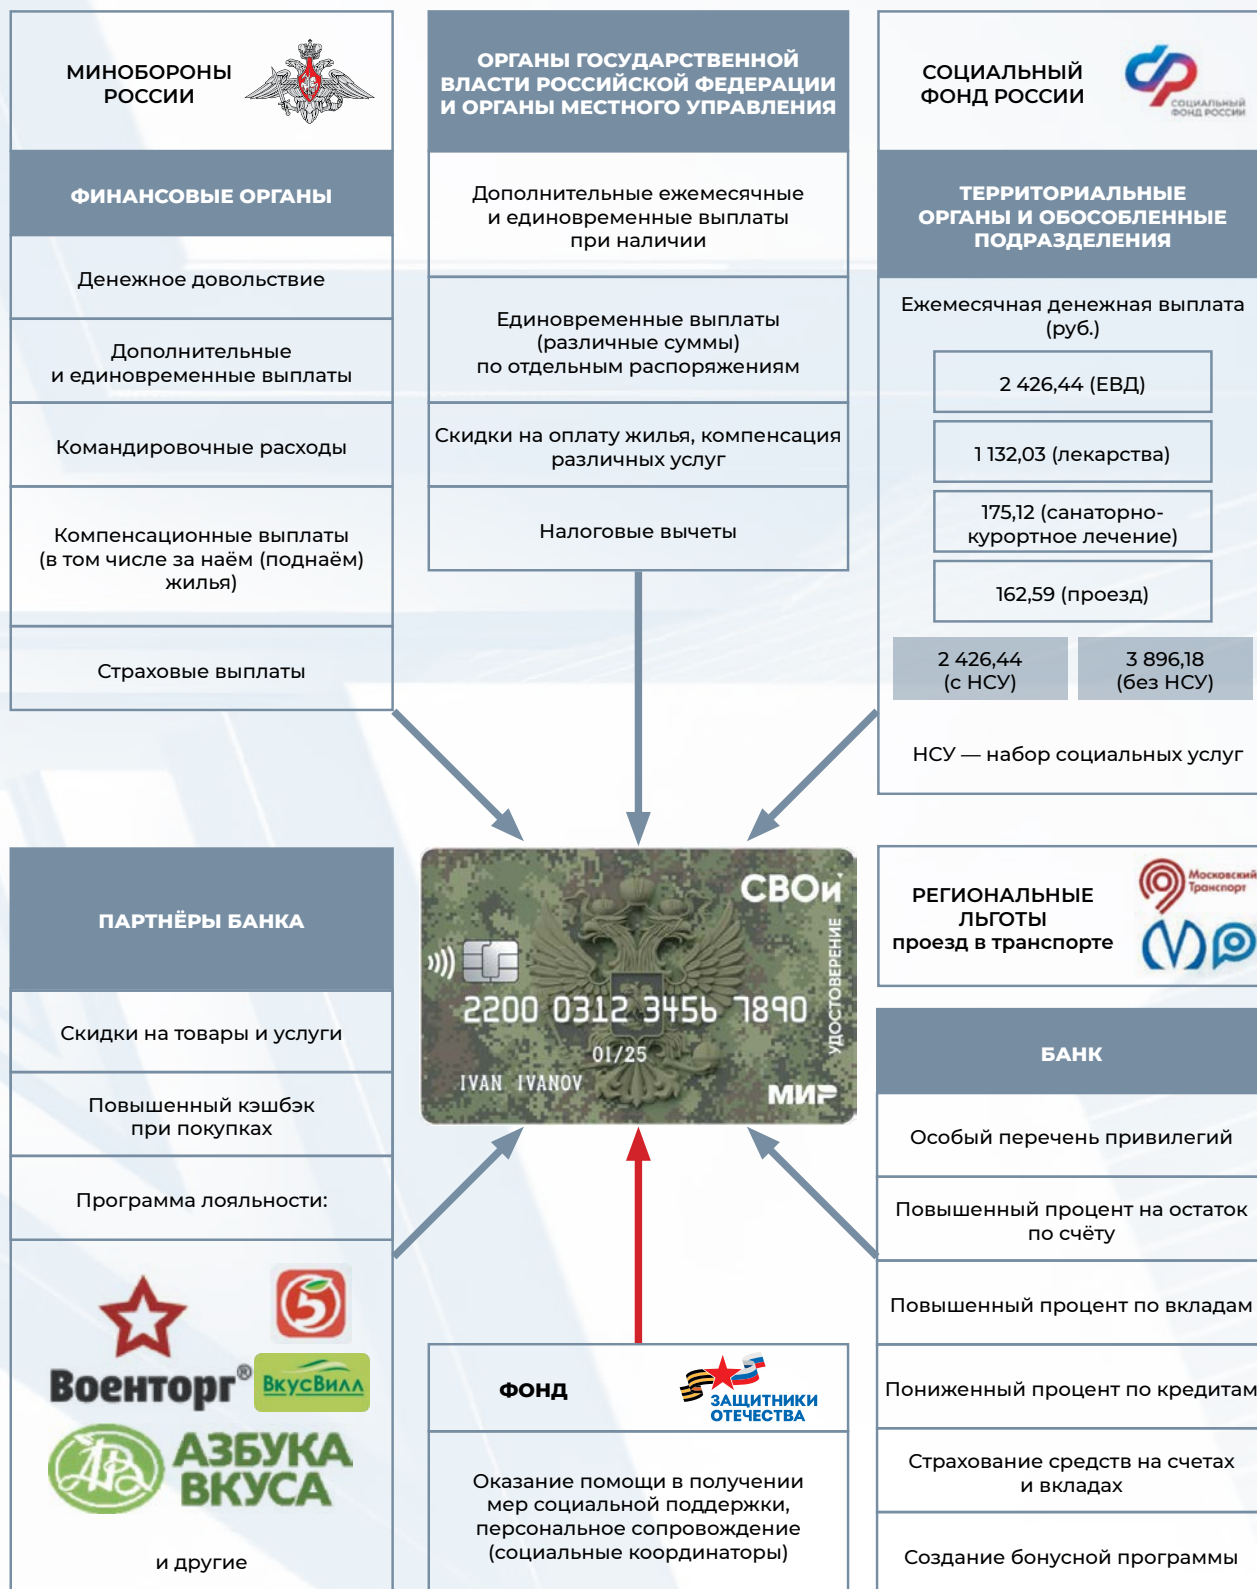 МИНОБОРОНЫ
РОССИИ
ФИНАНСОВЫЕ ОРГАНЫ
Денежное довольствие
Дополнительные
и единовременные выплаты
Командировочные расходы
Компенсационные выплаты
(в том числе за наём (поднаём)
жилья)
Страховые выплаты
ОРГАНЫ ГОСУДАРСТВЕННОЙ
ВЛАСТИ РОССИЙСКОЙ ФЕДЕРАЦИИ
И ОРГАНЫ МЕСТНОГО УПРАВЛЕНИЯ
Дополнительные ежемесячные
и единовременные выплаты
при наличии
Единовременные выплаты
(различные суммы)
по отдельным распоряжениям
Скидки на оплату жилья, компенсация
различных услуг
Налоговые вычеты
СОЦИАЛЬНЫЙ
ФОНД РОССИИ
СОЦИАЛЬНЫЙ
ФОНД РОССИИ
ТЕРРИТОРИАЛЬНЫЕ
ОРГАНЫ И ОБОСОБЛЕННЫЕ
ПОДРАЗДЕЛЕНИЯ
Ежемесячная денежная выплата
(руб.)
2 426,44 (ЕВД)
1 132,03 (лекарства)
175,12 (санаторно-
курортное лечение)
162,59 (проезд)
2 426,44
(с НСУ)
3 896,18
(без НСУ)
НСУ — набор социальных услуг
ПАРТНЁРЫ БАНКА
Скидки на товары и услуги
Повышенный кэшбэк
при покупках
Программа лояльности:
5
Военторг®
ВкусВилл
АВ
АЗБУКА
ВКУСА
и другие
СВОи
УДОСТОВЕРЕНИЕ
2200 0312 3456 7890
01/25
IVAN IVANOV
МИР
ФОНД
ЗАЩИТНИКИ
ОТЕЧЕСТВА
Оказание помощи в получении
мер социальной поддержки,
персональное сопровождение
(социальные координаторы)
РЕГИОНАЛЬНЫЕ
ЛЬГОТЫ
проезд в транспорте
Московский
Транспорт
БАНК
Особый перечень привилегий
Повышенный процент на остаток
по счёту
Повышенный процент по вкладам
Пониженный процент по кредитам
Страхование средств на счетах
и вкладах
Создание бонусной программы